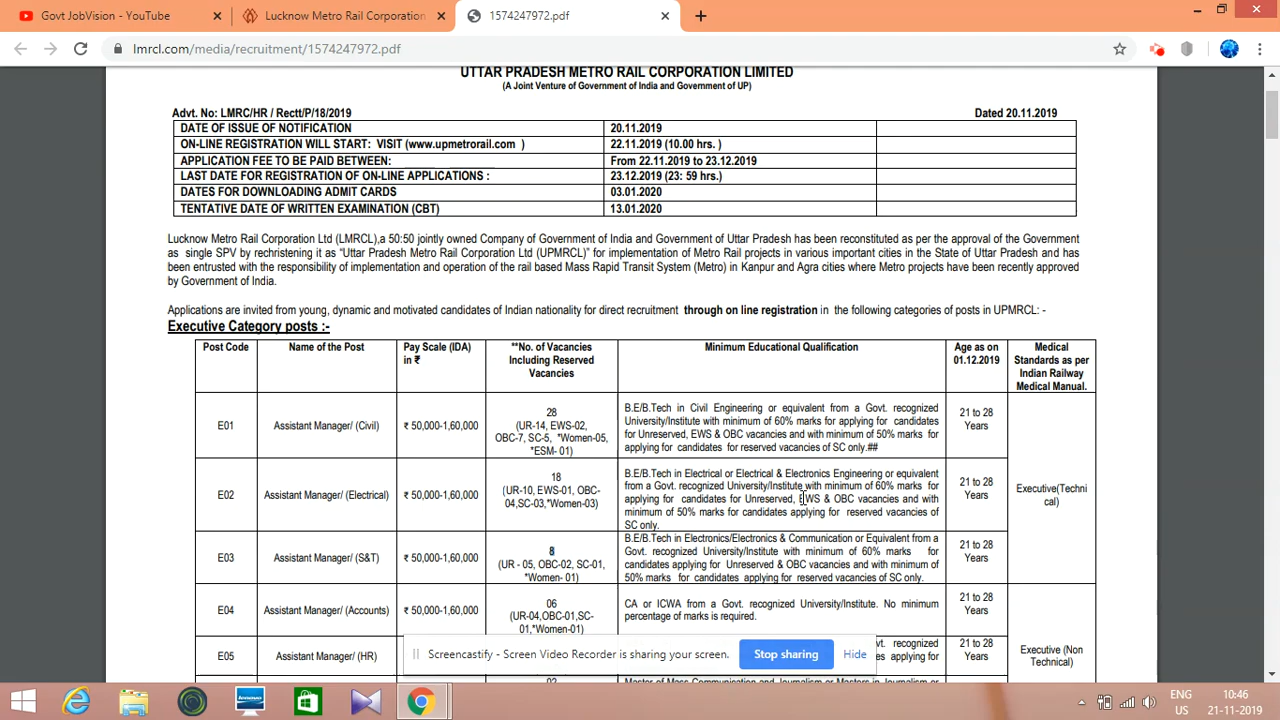 Govt JobVision - YouTube
Lucknow Metro Rail Corporation
1574247972.pdf
lmrcl.com/media/recruitment/1574247972.pdf
UTTAR PRADESH METRO RAIL CORPORATION LIMITED
(A Joint Venture of Government of India and Government of UP)
Advt. No: LMRC/HR / Rectt/P/18/2019 Dated 20.11.2019
DATE OF ISSUE OF NOTIFICATION 20.11.2019
ON-LINE REGISTRATION WILL START: VISIT (www.upmetrorail.com ) 22.11.2019 (10.00 hrs. )
APPLICATION FEE TO BE PAID BETWEEN: From 22.11.2019 to 23.12.2019
LAST DATE FOR REGISTRATION OF ON-LINE APPLICATIONS : 23.12.2019 (23: 59 hrs.)
DATES FOR DOWNLOADING ADMIT CARDS 03.01.2020
TENTATIVE DATE OF WRITTEN EXAMINATION (CBT) 13.01.2020
Lucknow Metro Rail Corporation Ltd (LMRCL),a 50:50 jointly owned Company of Government of India and Government of Uttar Pradesh has been reconstituted as per the approval of the Government
as single SPV by rechristening it as “Uttar Pradesh Metro Rail Corporation Ltd (UPMRCL)” for implementation of Metro Rail projects in various important cities in the State of Uttar Pradesh and has
been entrusted with the responsibility of implementation and operation of the rail based Mass Rapid Transit System (Metro) in Kanpur and Agra cities where Metro projects have been recently approved
by Government of India.
Applications are invited from young, dynamic and motivated candidates of Indian nationality for direct recruitment through on line registration in the following categories of posts in UPMRCL: -
Executive Category posts :-
Post Code
Name of the Post
Pay Scale (IDA)
in ₹
**No. of Vacancies
Including Reserved
Vacancies
Minimum Educational Qualification
Age as on
01.12.2019
Medical
Standards as per
Indian Railway
Medical Manual.
E01
Assistant Manager/ (Civil)
₹ 50,000-1,60,000
28
(UR-14, EWS-02,
OBC-7, SC-5, *Women-05,
*ESM- 01)
B.E/B.Tech in Civil Engineering or equivalent from a Govt. recognized
University/Institute with minimum of 60% marks for applying for candidates
for Unreserved, EWS & OBC vacancies and with minimum of 50% marks for
applying for candidates for reserved vacancies of SC only.##
21 to 28
Years
E02
Assistant Manager/ (Electrical)
₹ 50,000-1,60,000
18
(UR-10, EWS-01, OBC-
04,SC-03,*Women-03)
B.E/B.Tech in Electrical or Electrical & Electronics Engineering or equivalent
from a Govt. recognized University/Institute with minimum of 60% marks for
applying for candidates for Unreserved, EWS & OBC vacancies and with
minimum of 50% marks for candidates applying for reserved vacancies of
SC only.
21 to 28
Years
Executive(Techni
cal)
E03
Assistant Manager/ (S&T)
₹ 50,000-1,60,000
8
(UR - 05, OBC-02, SC-01,
*Women- 01)
B.E/B.Tech in Electronics/Electronics & Communication or Equivalent from a
Govt. recognized University/Institute with minimum of 60% marks for
candidates applying for Unreserved & OBC vacancies and with minimum of
50% marks for candidates applying for reserved vacancies of SC only.
21 to 28
Years
E04
Assistant Manager/ (Accounts)
₹ 50,000-1,60,000
06
(UR-04,OBC-01,SC-
01,*Women-01)
CA or ICWA from a Govt. recognized University/Institute. No minimum
percentage of marks is required.
21 to 28
Years
E05
Assistant Manager/ (HR)
recognized
es applying for
21 to 28
Years
Executive (Non
Technical)
Master of Mass Communication and Journalism or Masters in Journalism or
Screencastify - Screen Video Recorder is sharing your screen.
Stop sharing
Hide
lenovo
ENG
US
10:46
21-11-2019